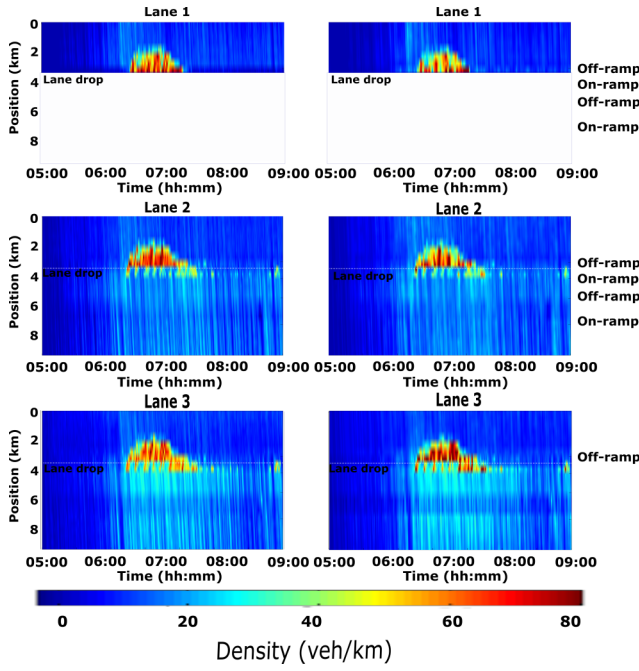 Lane 1 Lane 1
0
2
4
6
8
Position (km)
Lane drop Lane drop
Off-ramp
On-ramp
Off-ramp
On-ramp
05:00 06:00 07:00 08:00 09:00 05:00 06:00 07:00 08:00 09:00
Time (hh:mm) Time (hh:mm)
Lane 2 Lane 2
0
2
4
6
8
Position (km)
Lane drop Lane drop
Off-ramp
On-ramp
Off-ramp
On-ramp
05:00 06:00 07:00 08:00 09:00 05:00 06:00 07:00 08:00 09:00
Time (hh:mm) Time (hh:mm)
Lane 3 Lane 3
0
2
4
6
8
Position (km)
Lane drop Lane drop
Off-ramp
05:00 06:00 07:00 08:00 09:00 05:00 06:00 07:00 08:00 09:00
Time (hh:mm) Time (hh:mm)
0 20 40 60 80
Density (veh/km)